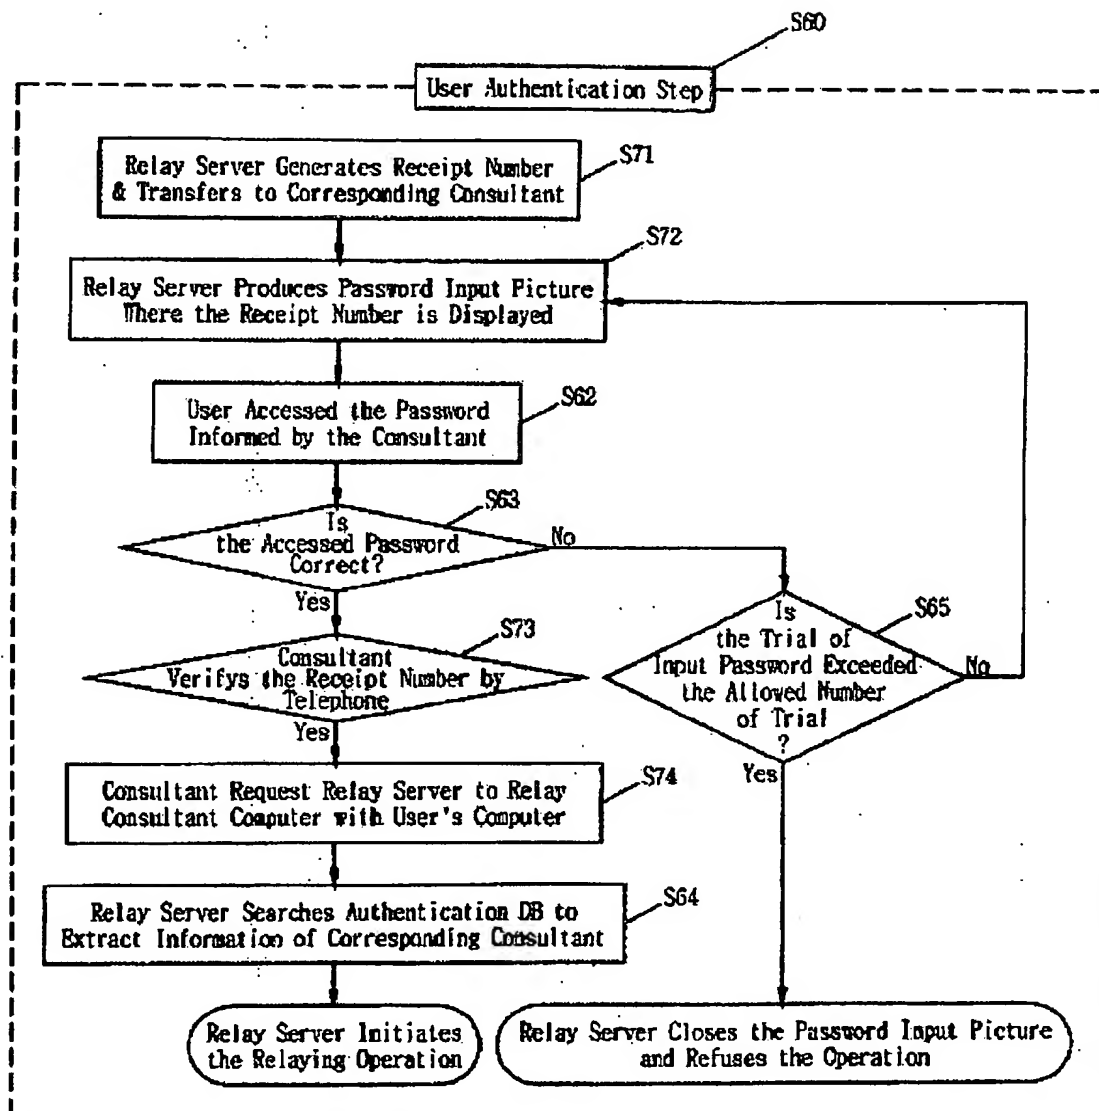 S60
User Authentication Step
S71
Relay Server Generates Receipt Number
& Transfers to Corresponding Consultant
S72
Relay Server Produces Password Input Picture
Where the Receipt Number is Displayed
S62
User Accessed the Password
Informed by the Consultant
S63
Is
the Accessed Password
Correct?
No
Yes
S65
Is
the Trial of
Input Password Exceeded
the Allowed Number
of Trial
?
No
Yes
S73
Consultant
Verifys the Receipt Number by
Telephone
Yes
S74
Consultant Request Relay Server to Relay
Consultant Computer with User's Computer
S64
Relay Server Searches Authentication DB to
Extract Information of Corresponding Consultant
Relay Server Initiates
the Relaying Operation
Relay Server Closes the Password Input Picture
and Refuses the Operation